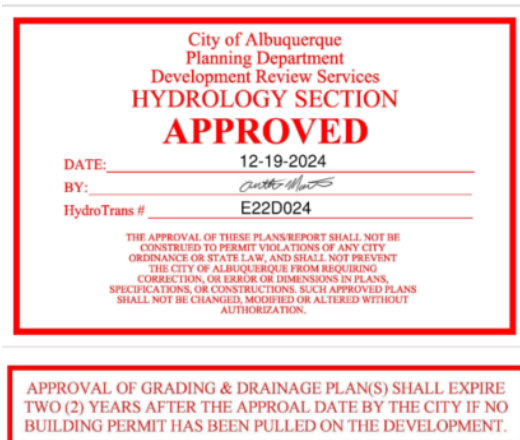 City of Albuquerque
Planning Department
Development Review Services
HYDROLOGY SECTION
APPROVED
DATE: 12-19-2024
BY:
HydroTrans # E22D024
THE APPROVAL OF THESE PLANS/REPORT SHALL NOT BE
CONSTRUED TO PERMIT VIOLATIONS OF ANY CITY
ORDINANCE OR STATE LAW, AND SHALL NOT PREVENT
THE CITY OF ALBUQUERQUE FROM REQUIRING
CORRECTION, OR ERROR OR DIMENSIONS IN PLANS,
SPECIFICATIONS, OR CONSTRUCTIONS. SUCH APPROVED PLANS
SHALL NOT BE CHANGED, MODIFIED OR ALTERED WITHOUT
AUTHORIZATION.
APPROVAL OF GRADING & DRAINAGE PLAN(S) SHALL EXPIRE
TWO (2) YEARS AFTER THE APPROAL DATE BY THE CITY IF NO
BUILDING PERMIT HAS BEEN PULLED ON THE DEVELOPMENT.